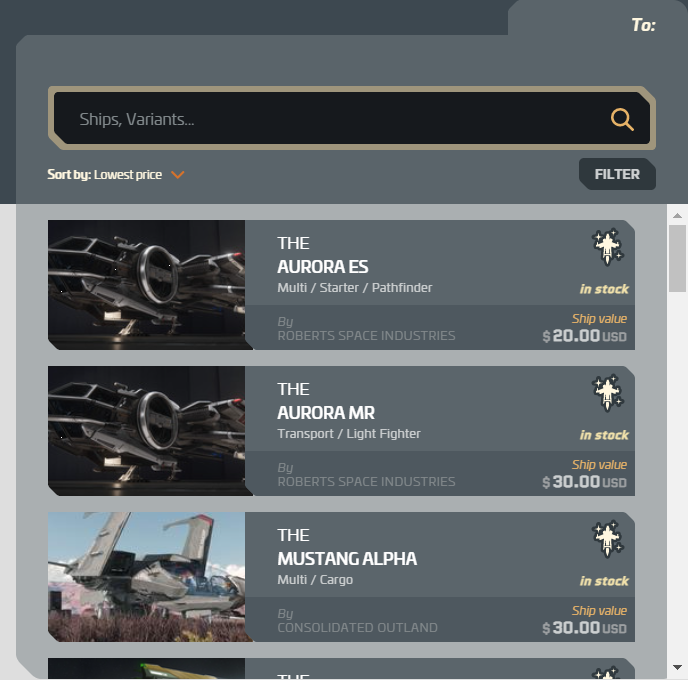 To:
Ships, Variants...
Sort by: Lowest price
FILTER
THE
AURORA ES
Multi / Starter / Pathfinder
in stock
By
ROBERTS SPACE INDUSTRIES
Ship value
$20.00 USD
THE
AURORA MR
Transport / Light Fighter
in stock
By
ROBERTS SPACE INDUSTRIES
Ship value
$30.00 USD
THE
MUSTANG ALPHA
Multi / Cargo
in stock
By
CONSOLIDATED OUTLAND
Ship value
$30.00 USD
THE